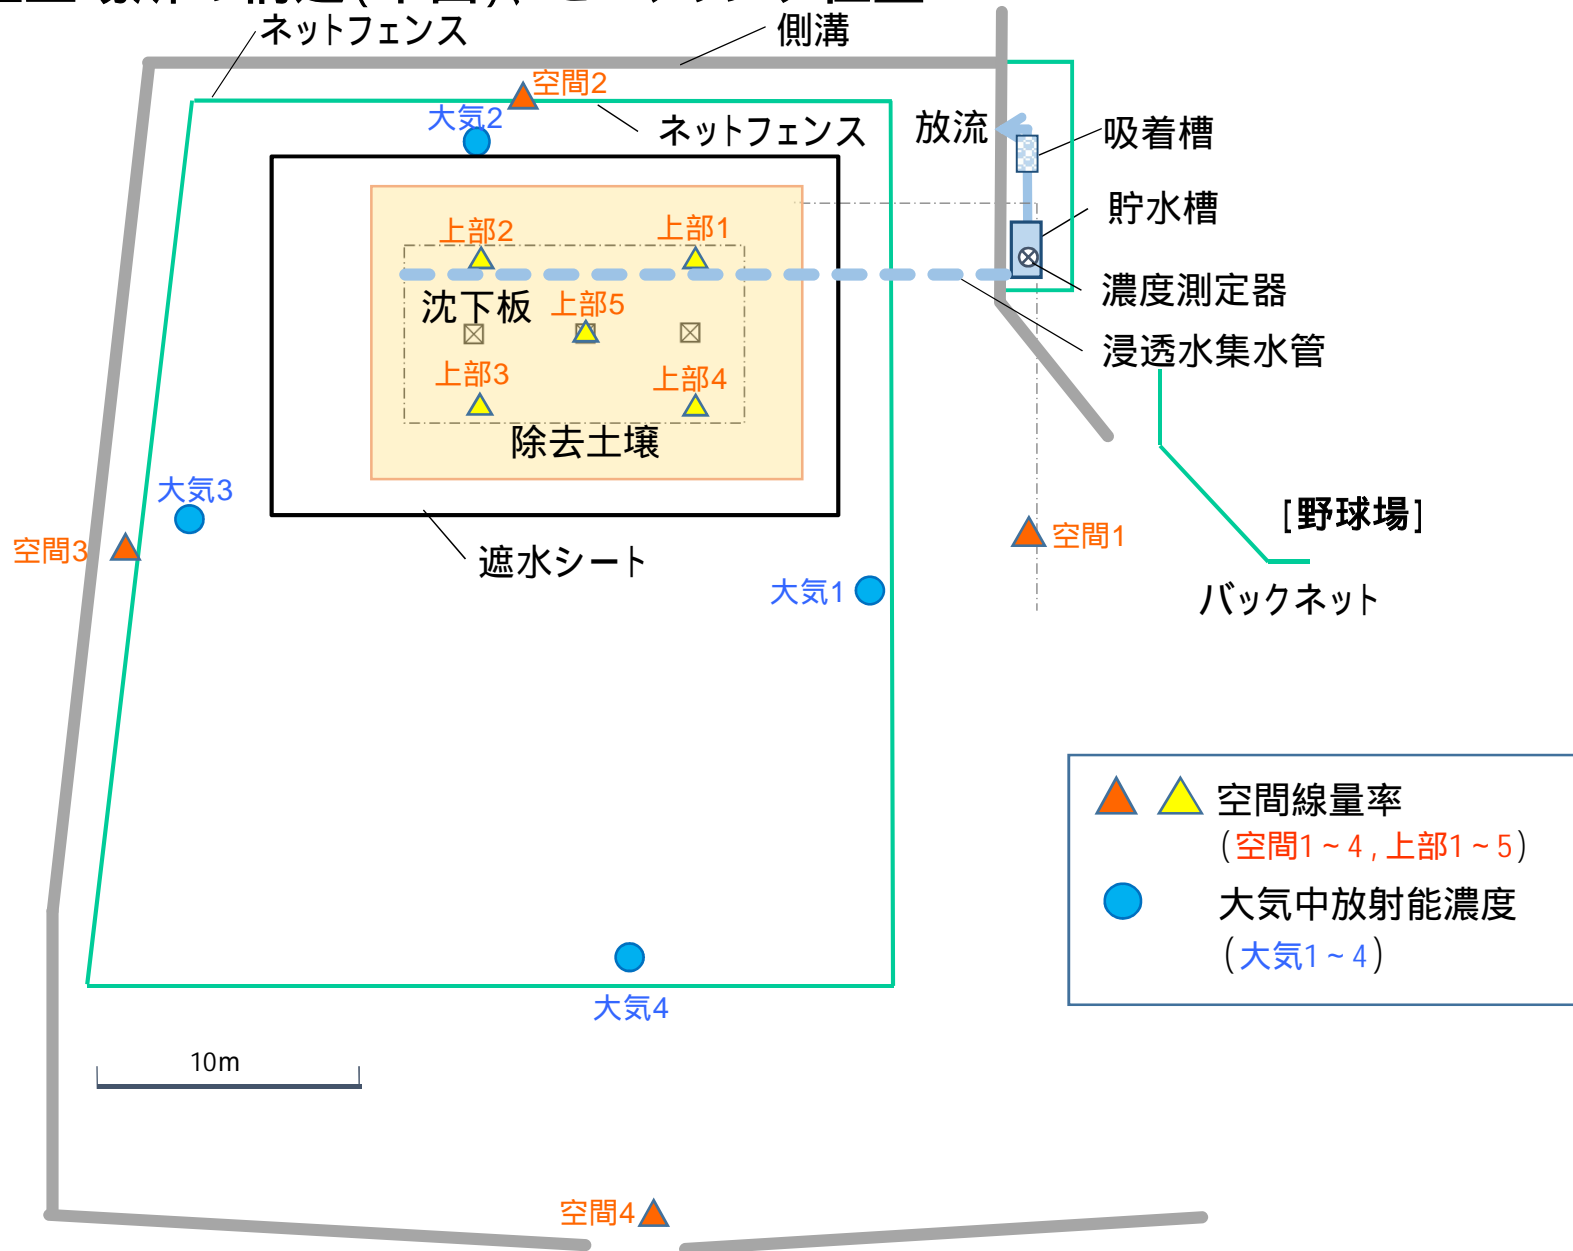 ネットフェンス
側溝
空間2
大気2
ネットフェンス
放流
吸着槽
貯水槽
上部2
上部1
濃度測定器
沈下板
上部5
浸透水集水管
上部3
上部4
除去土壌
大気3
[野球場]
空間3
空間1
遮水シート
大気1
バックネット
空間線量率
(空間1~4,上部1~5)
大気中放射能濃度
(大気1~4)
大気4
10m
空間4